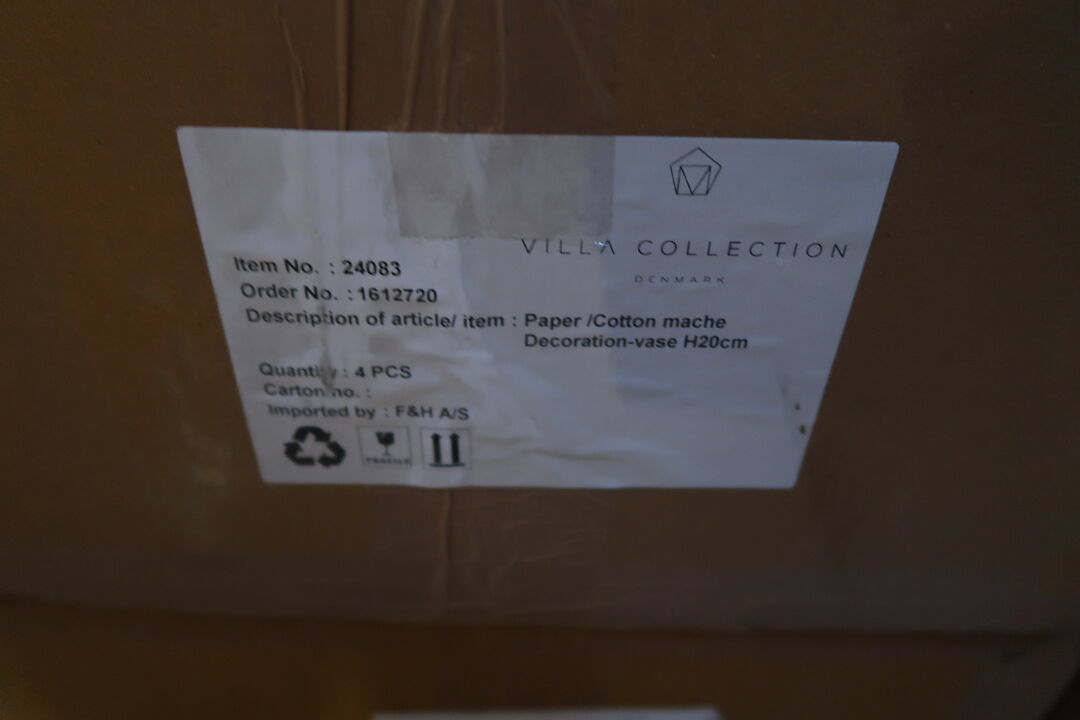 VILLA COLLECTION
DENMARK
Item No. : 24083
Order No. : 1612720
Description of article/ item : Paper /Cotton mache
Decoration-vase H20cm
Quantity : 4 PCS
Carton no. :
Imported by : F&H A/S
FRAGILE